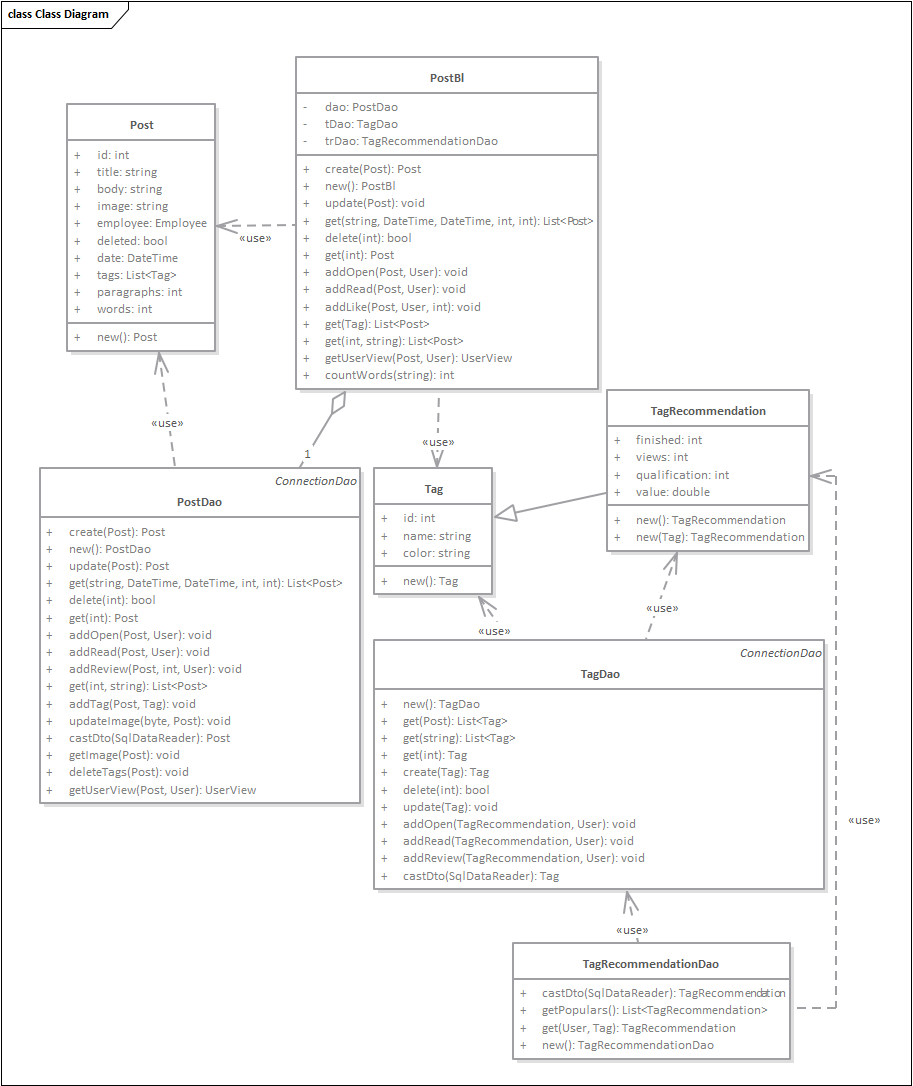 class Class Diagram
PostBl
- dao: PostDao
- tDao: TagDao
- trDao: TagRecommendationDao
+ create(Post): Post
+ new(): PostBl
+ update(Post): void
+ get(string, DateTime, DateTime, int, int): List<Post>
+ delete(int): bool
+ get(int): Post
+ addOpen(Post, User): void
+ addRead(Post, User): void
+ addLike(Post, User, int): void
+ get(Tag): List<Post>
+ get(int, string): List<Post>
+ getUserView(Post, User): UserView
+ countWords(string): int
Post
+ id: int
+ title: string
+ body: string
+ image: string
+ employee: Employee
+ deleted: bool
+ date: DateTime
+ tags: List<Tag>
+ paragraphs: int
+ words: int
+ new(): Post
«use»
«use»
1
«use»
TagRecommendation
+ finished: int
+ views: int
+ qualification: int
+ value: double
+ new(): TagRecommendation
+ new(Tag): TagRecommendation
ConnectionDao
PostDao
+ create(Post): Post
+ new(): PostDao
+ update(Post): Post
+ get(string, DateTime, DateTime, int, int): List<Post>
+ delete(int): bool
+ get(int): Post
+ addOpen(Post, User): void
+ addRead(Post, User): void
+ addReview(Post, int, User): void
+ get(int, string): List<Post>
+ addTag(Post, Tag): void
+ updateImage(byte, Post): void
+ castDto(SqlDataReader): Post
+ getImage(Post): void
+ deleteTags(Post): void
+ getUserView(Post, User): UserView
Tag
+ id: int
+ name: string
+ color: string
+ new(): Tag
«use»
«use»
ConnectionDao
TagDao
+ new(): TagDao
+ get(Post): List<Tag>
+ get(string): List<Tag>
+ get(int): Tag
+ create(Tag): Tag
+ delete(int): bool
+ update(Tag): void
+ addOpen(TagRecommendation, User): void
+ addRead(TagRecommendation, User): void
+ addReview(TagRecommendation, User): void
+ castDto(SqlDataReader): Tag
«use»
«use»
TagRecommendationDao
+ castDto(SqlDataReader): TagRecommendation
+ getPopulars(): List<TagRecommendation>
+ get(User, Tag): TagRecommendation
+ new(): TagRecommendationDao